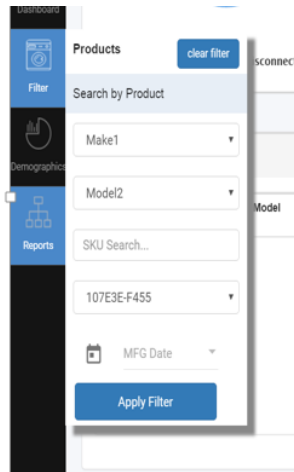 Dashboard
Products
clear filter
sconnect
Filter
Search by Product
Make1
Demographics
Model2
Model
Reports
SKU Search...
107E3E-F455
MFG Date
Apply Filter